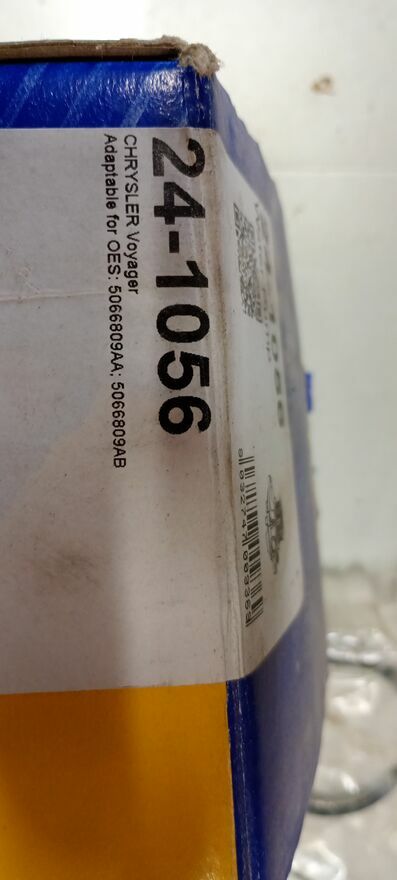 24-1056
CHRYSLER Voyager
Adaptable for OES: 5066809AA; 5066809AB